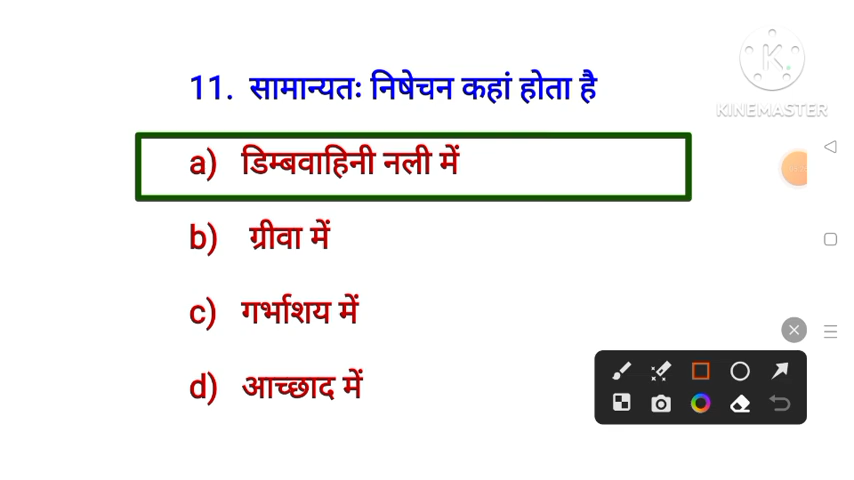 11. सामान्यतः निषेचन कहां होता है
KINEMASTER
a) डिम्बवाहिनी नली में
b) ग्रीवा में
c) गर्भाशय में
d) आच्छाद में